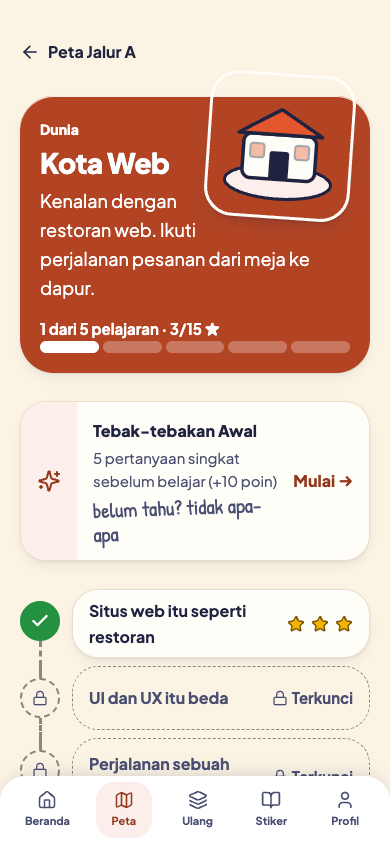 Peta Jalur A
Dunia
Kota Web
Kenalan dengan
restoran web. Ikuti
perjalanan pesanan dari meja ke
dapur.
1 dari 5 pelajaran · 3/15 ★
Tebak-tebakan Awal
5 pertanyaan singkat
sebelum belajar (+10 poin)
Mulai →
belum tahu? tidak apa-
apa
Situs web itu seperti
restoran
UI dan UX itu beda
Terkunci
Perjalanan sebuah
Terkunci
Beranda
Peta
Ulang
Stiker
Profil